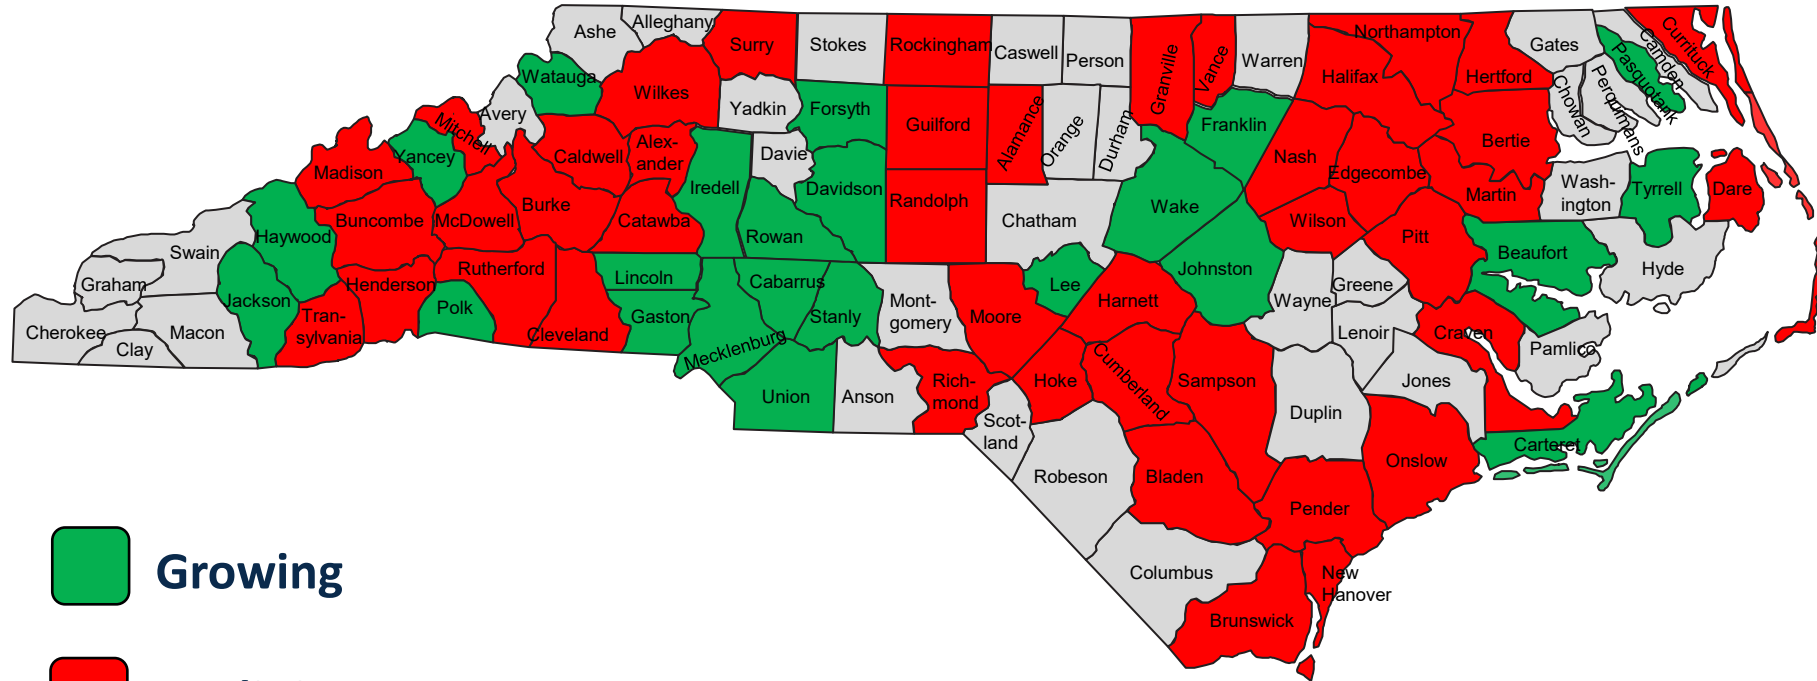 Ashe
Alleghany
Surry
Stokes
Rockingham
Caswell
Person
Granville
Vance
Warren
Northampton
Halifax
Hertford
Gates
Camden
Currituck
Pasquotank
Perquimans
Chowan
Watauga
Wilkes
Yadkin
Forsyth
Guilford
Alamance
Orange
Durham
Franklin
Nash
Edgecombe
Bertie
Martin
Wash-
ington
Tyrrell
Dare
Avery
Mitchell
Yancey
Madison
Caldwell
Alex-
ander
Davie
Iredell
Davidson
Randolph
Chatham
Wake
Wilson
Pitt
Beaufort
Hyde
Buncombe
McDowell
Burke
Catawba
Rowan
Haywood
Swain
Graham
Jackson
Cherokee
Clay
Macon
Tran-
sylvania
Henderson
Polk
Rutherford
Cleveland
Lincoln
Gaston
Mecklenburg
Cabarrus
Stanly
Mont-
gomery
Moore
Lee
Harnett
Johnston
Wayne
Greene
Lenoir
Craven
Pamlico
Jones
Union
Anson
Rich-
mond
Scot-
land
Hoke
Cumberland
Sampson
Duplin
Onslow
Carteret
Robeson
Bladen
Pender
Columbus
Brunswick
New
Hanover
Growing